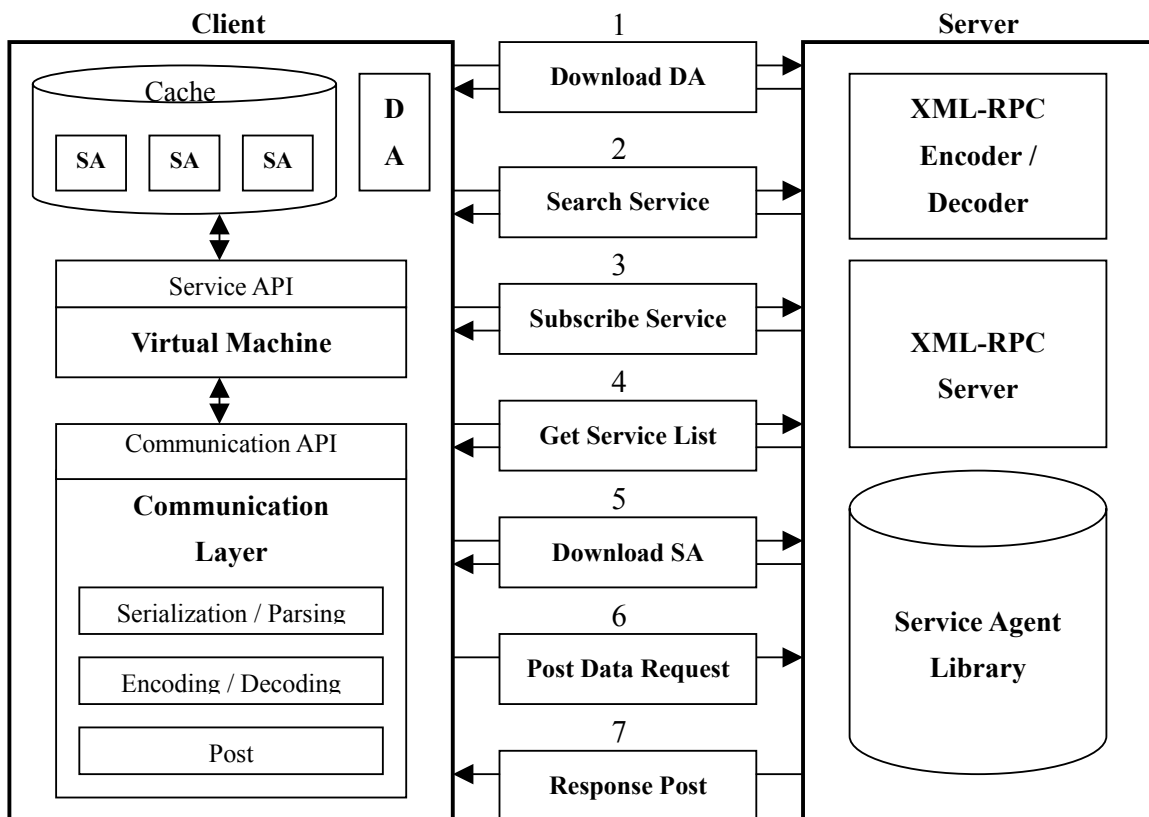 Client
Cache
SA
SA
SA
D
A
Service API
Virtual Machine
Communication API
Communication
Layer
Serialization / Parsing
Encoding / Decoding
Post
1
Download DA
2
Search Service
3
Subscribe Service
4
Get Service List
5
Download SA
6
Post Data Request
7
Response Post
Server
XML-RPC
Encoder /
Decoder
XML-RPC
Server
Service Agent
Library